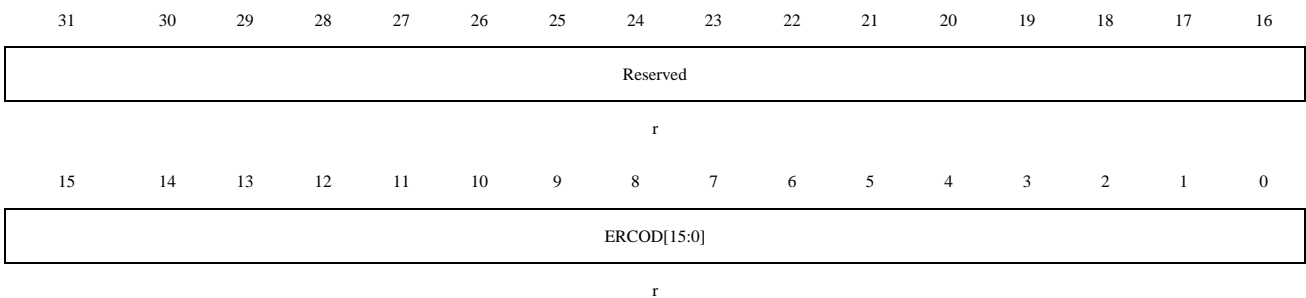 31 30 29 28 27 26 25 24 23 22 21 20 19 18 17 16
Reserved
r
15 14 13 12 11 10 9 8 7 6 5 4 3 2 1 0
ERCOD[15:0]
r